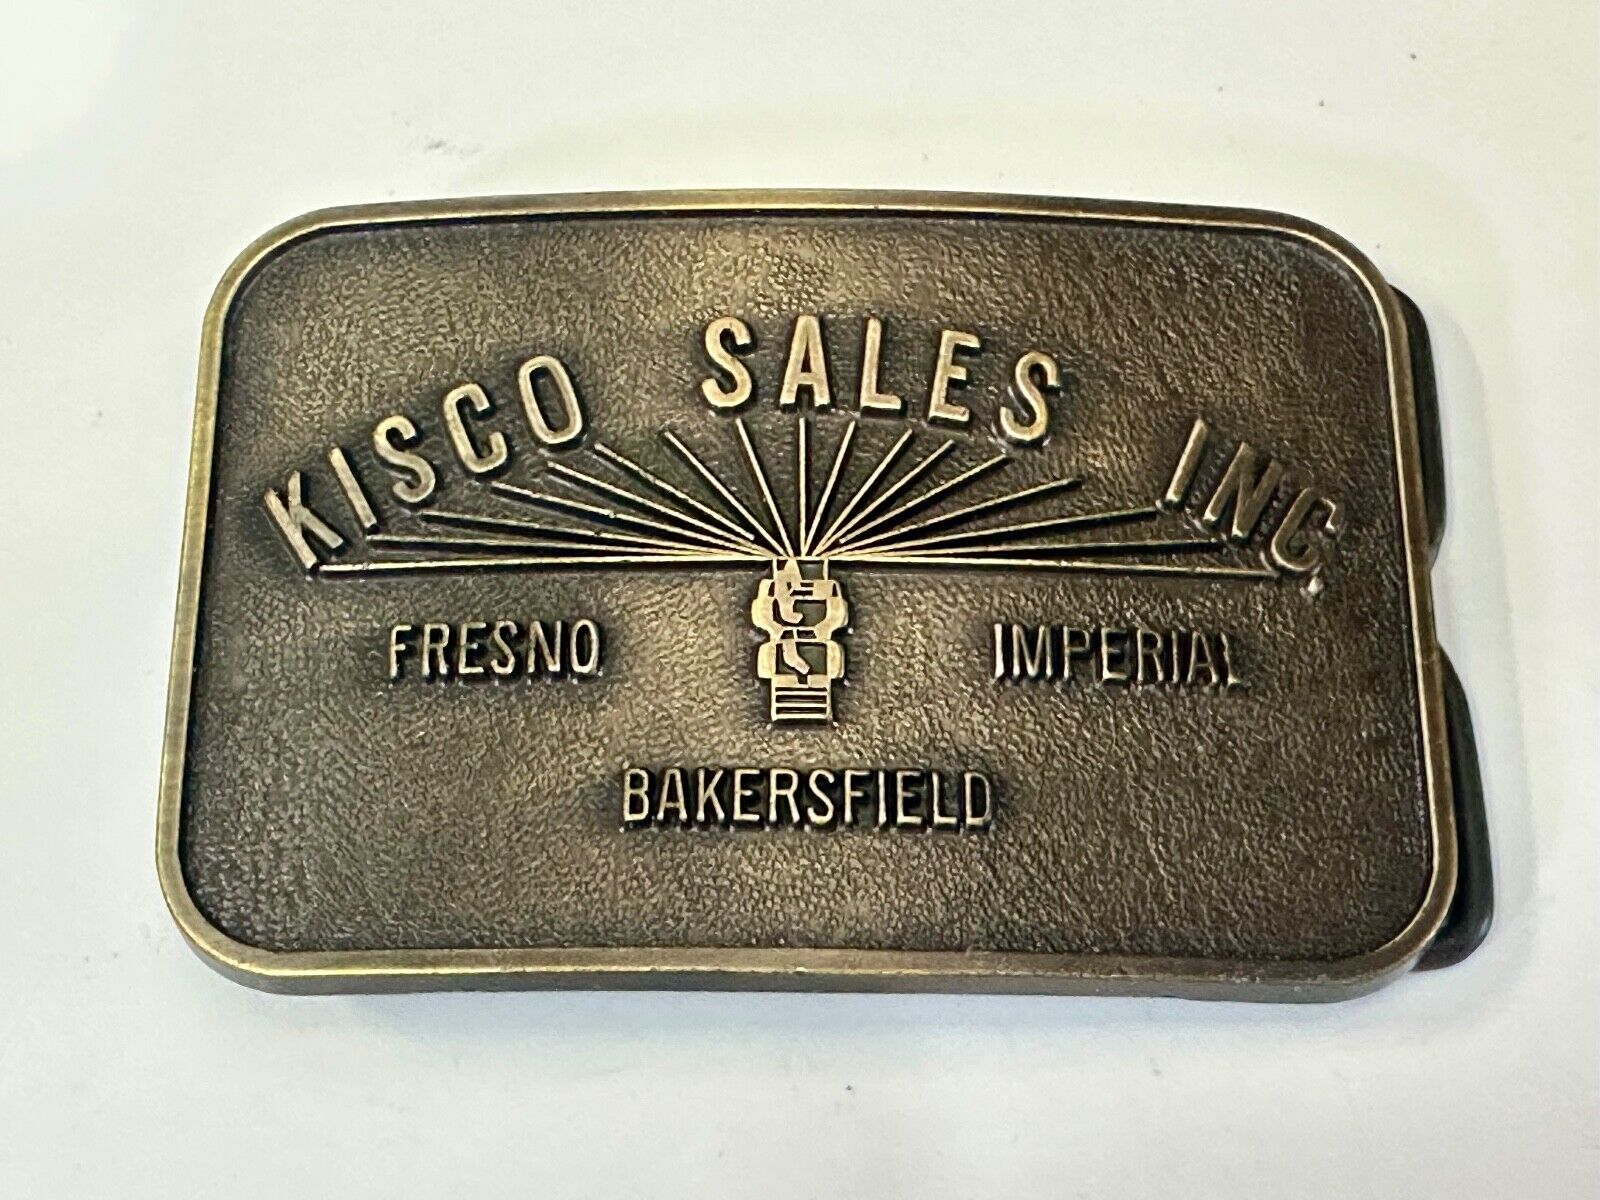 KISCO SALES INC.
FRESNO
IMPERIAL
BAKERSFIELD